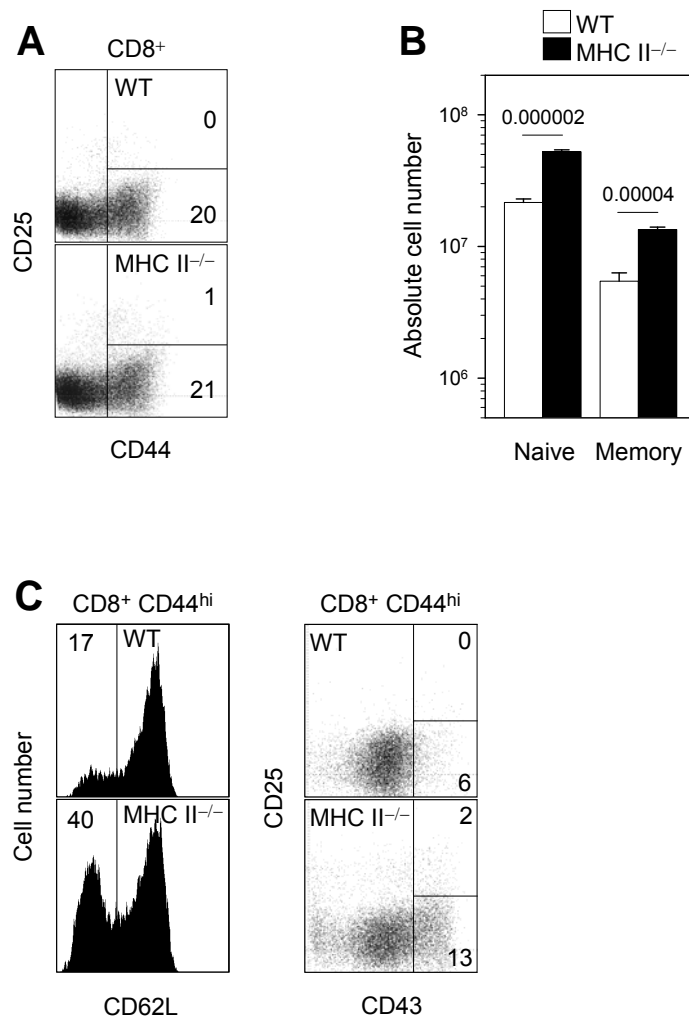 A
CD8⁺
WT
0
20
MHC II⁻/⁻
1
21
CD25
CD44
B
WT
MHC II⁻/⁻
0.000002
0.00004
10⁸
10⁷
10⁶
Absolute cell number
Naive Memory
C
CD8⁺ CD44ʰⁱ
17 WT
40 MHC II⁻/⁻
Cell number
CD62L
CD8⁺ CD44ʰⁱ
WT 0
6
MHC II⁻/⁻ 2
13
CD25
CD43